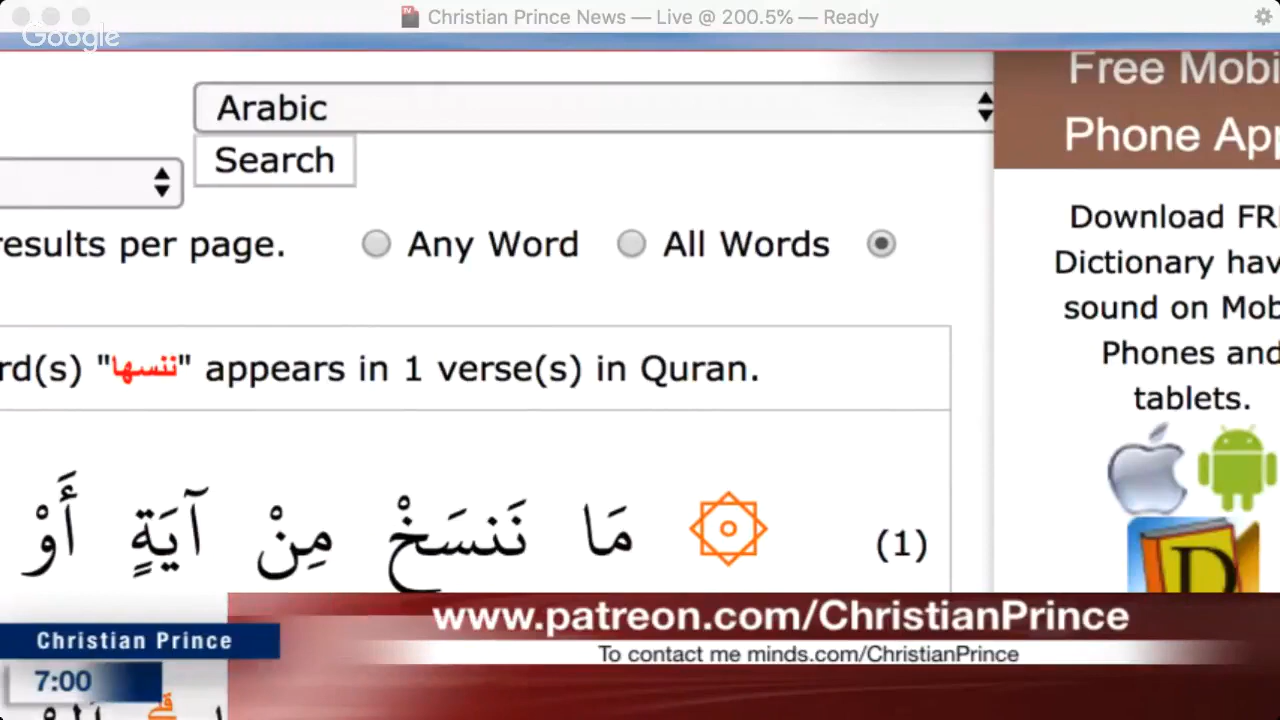 Christian Prince News — Live @ 200.5% — Ready
Google
Free Mobi
Arabic
Phone App
Search
Download FRE
results per page. Any Word All Words
Dictionary hav
sound on Mob
Phones and
rd(s) "ننسها" appears in 1 verse(s) in Quran.
tablets.
(1) ۞ مَا نَنسَخْ مِنْ آيَةٍ أَوْ
D
www.patreon.com/ChristianPrince
Christian Prince
To contact me minds.com/ChristianPrince
7:00